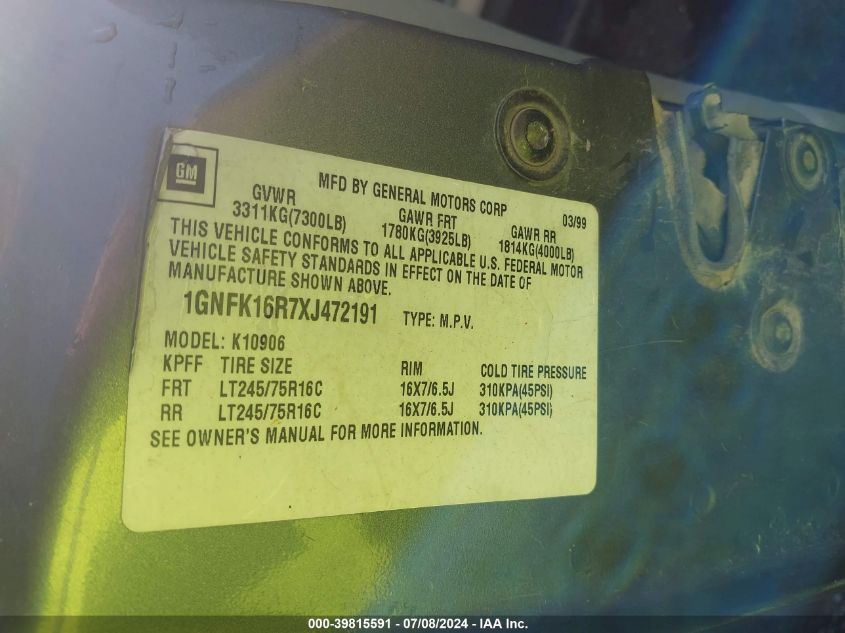 GM
MFD BY GENERAL MOTORS CORP 03/99
GVWR GAWR FRT GAWR RR
3311KG(7300LB) 1780KG(3925LB) 1814KG(4000LB)
THIS VEHICLE CONFORMS TO ALL APPLICABLE U.S. FEDERAL MOTOR
VEHICLE SAFETY STANDARDS IN EFFECT ON THE DATE OF
MANUFACTURE SHOWN ABOVE.
1GNFK16R7XJ472191 TYPE: M.P.V.
MODEL: K10906
KPFF TIRE SIZE RIM COLD TIRE PRESSURE
FRT LT245/75R16C 16X7/6.5J 310KPA(45PSI)
RR LT245/75R16C 16X7/6.5J 310KPA(45PSI)
SEE OWNER'S MANUAL FOR MORE INFORMATION.
000-39815591 - 07/08/2024 - IAA Inc.